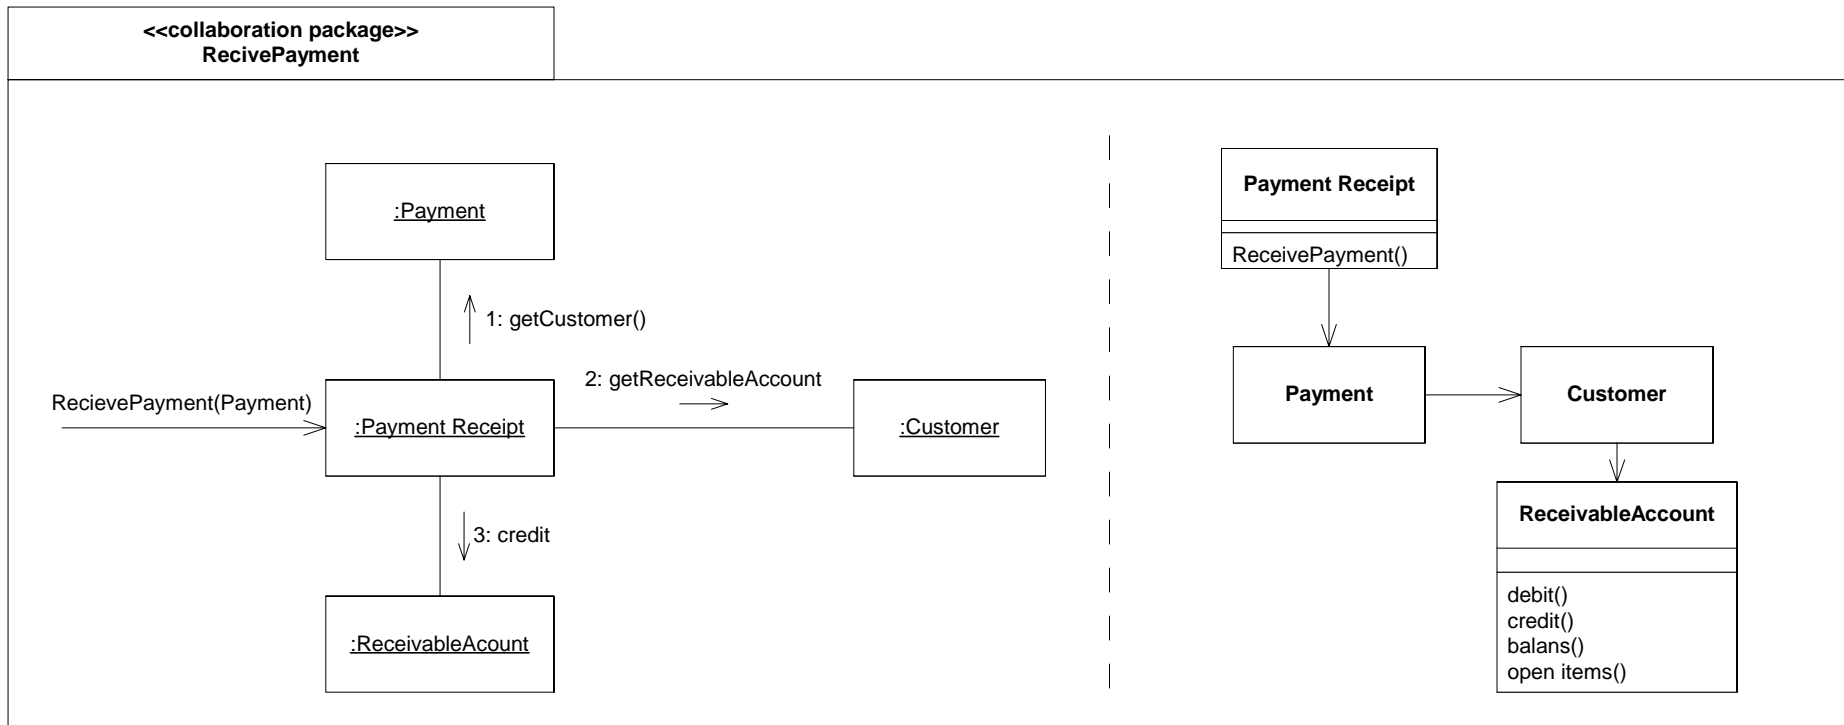 <<collaboration package>>
RecivePayment
:Payment
1: getCustomer()
RecievePayment(Payment)
:Payment Receipt
2: getReceivableAccount
:Customer
3: credit
:ReceivableAcount
Payment Receipt
ReceivePayment()
Payment
Customer
ReceivableAccount
debit()
credit()
balans()
open items()